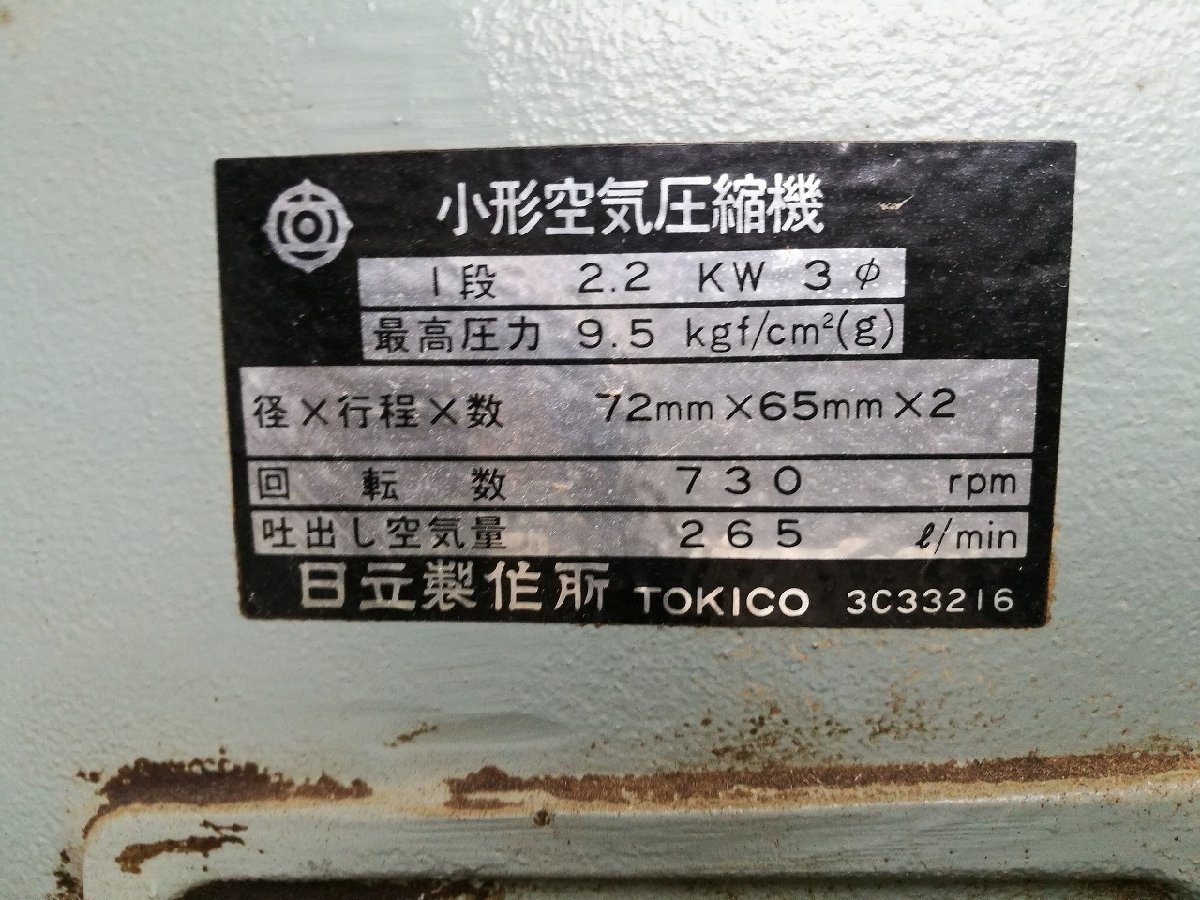 小形空気圧縮機
1段 2.2 KW 3φ
最高圧力 9.5 kgf/cm²(g)
径×行程×数 72mm×65mm×2
回転数 730 rpm
吐出し空気量 265 ℓ/min
日立製作所 TOKICO 3C33216